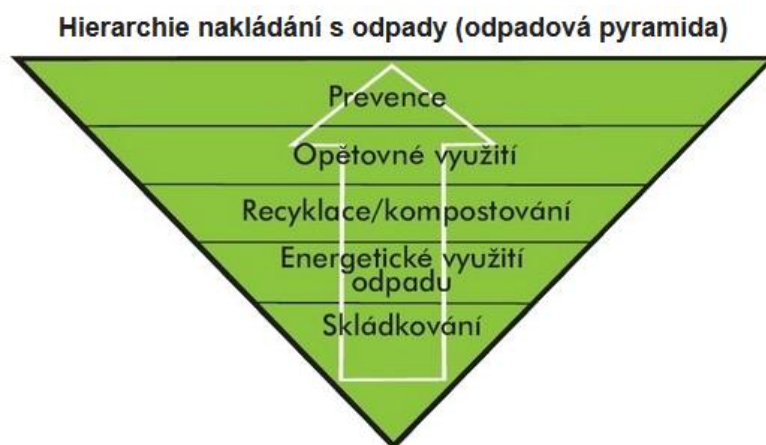 Hierarchie nakládání s odpady (odpadová pyramida)
Prevence
Opětovné využití
Recyklace/kompostování
Energetické využití
odpadu
Skládkování